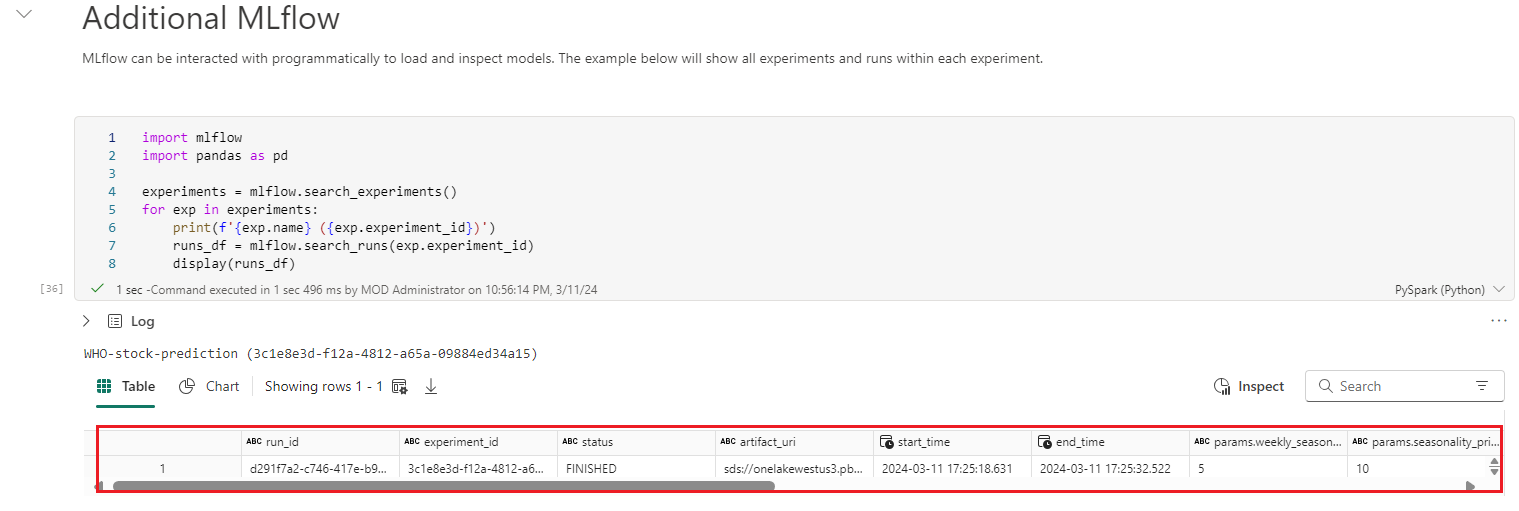 Additional MLflow
MLflow can be interacted with programmatically to load and inspect models. The example below will show all experiments and runs within each experiment.
1 import mlflow
2 import pandas as pd
3
4 experiments = mlflow.search_experiments()
5 for exp in experiments:
6 print(f'{exp.name} ({exp.experiment_id})')
7 runs_df = mlflow.search_runs(exp.experiment_id)
8 display(runs_df)
[36] 1 sec -Command executed in 1 sec 496 ms by MOD Administrator on 10:56:14 PM, 3/11/24 PySpark (Python)
Log ...
WHO-stock-prediction (3c1e8e3d-f12a-4812-a65a-09884ed34a15)
Table Chart Showing rows 1 - 1 Inspect Search
ABC run_id ABC experiment_id ABC status ABC artifact_uri start_time end_time ABC params.weekly_season... ABC params.seasonality_pri...
1 d291f7a2-c746-417e-b9... 3c1e8e3d-f12a-4812-a6... FINISHED sds://onelakewestus3.pb... 2024-03-11 17:25:18.631 2024-03-11 17:25:32.522 5 10